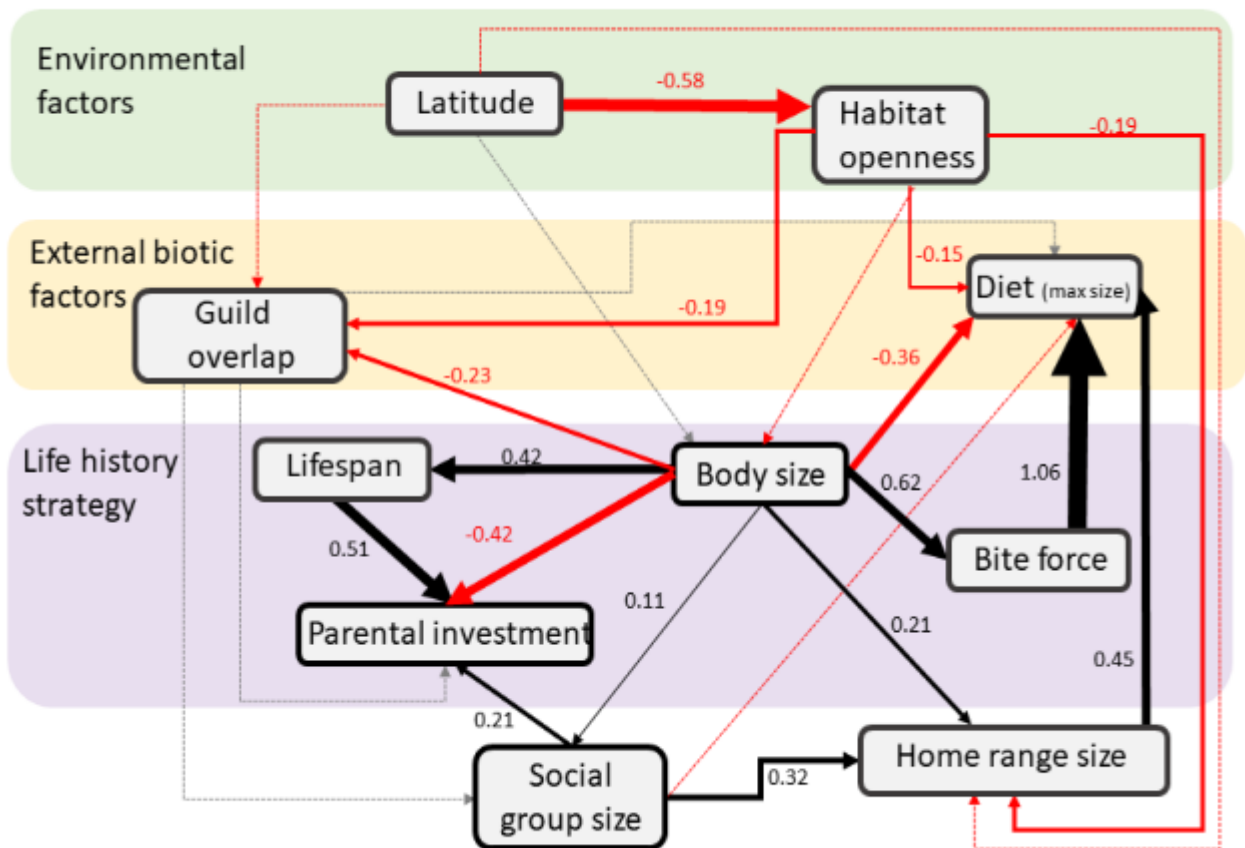 Environmental
factors
Latitude
-0.58
Habitat
openness
-0.19
External biotic
factors
Guild
overlap
-0.19
-0.15
Diet (max size)
-0.23
-0.36
Life history
strategy
Lifespan
0.42
Body size
0.62
1.06
0.51
-0.42
Bite force
Parental investment
0.11
0.21
0.45
0.21
Social
group size
0.32
Home range size